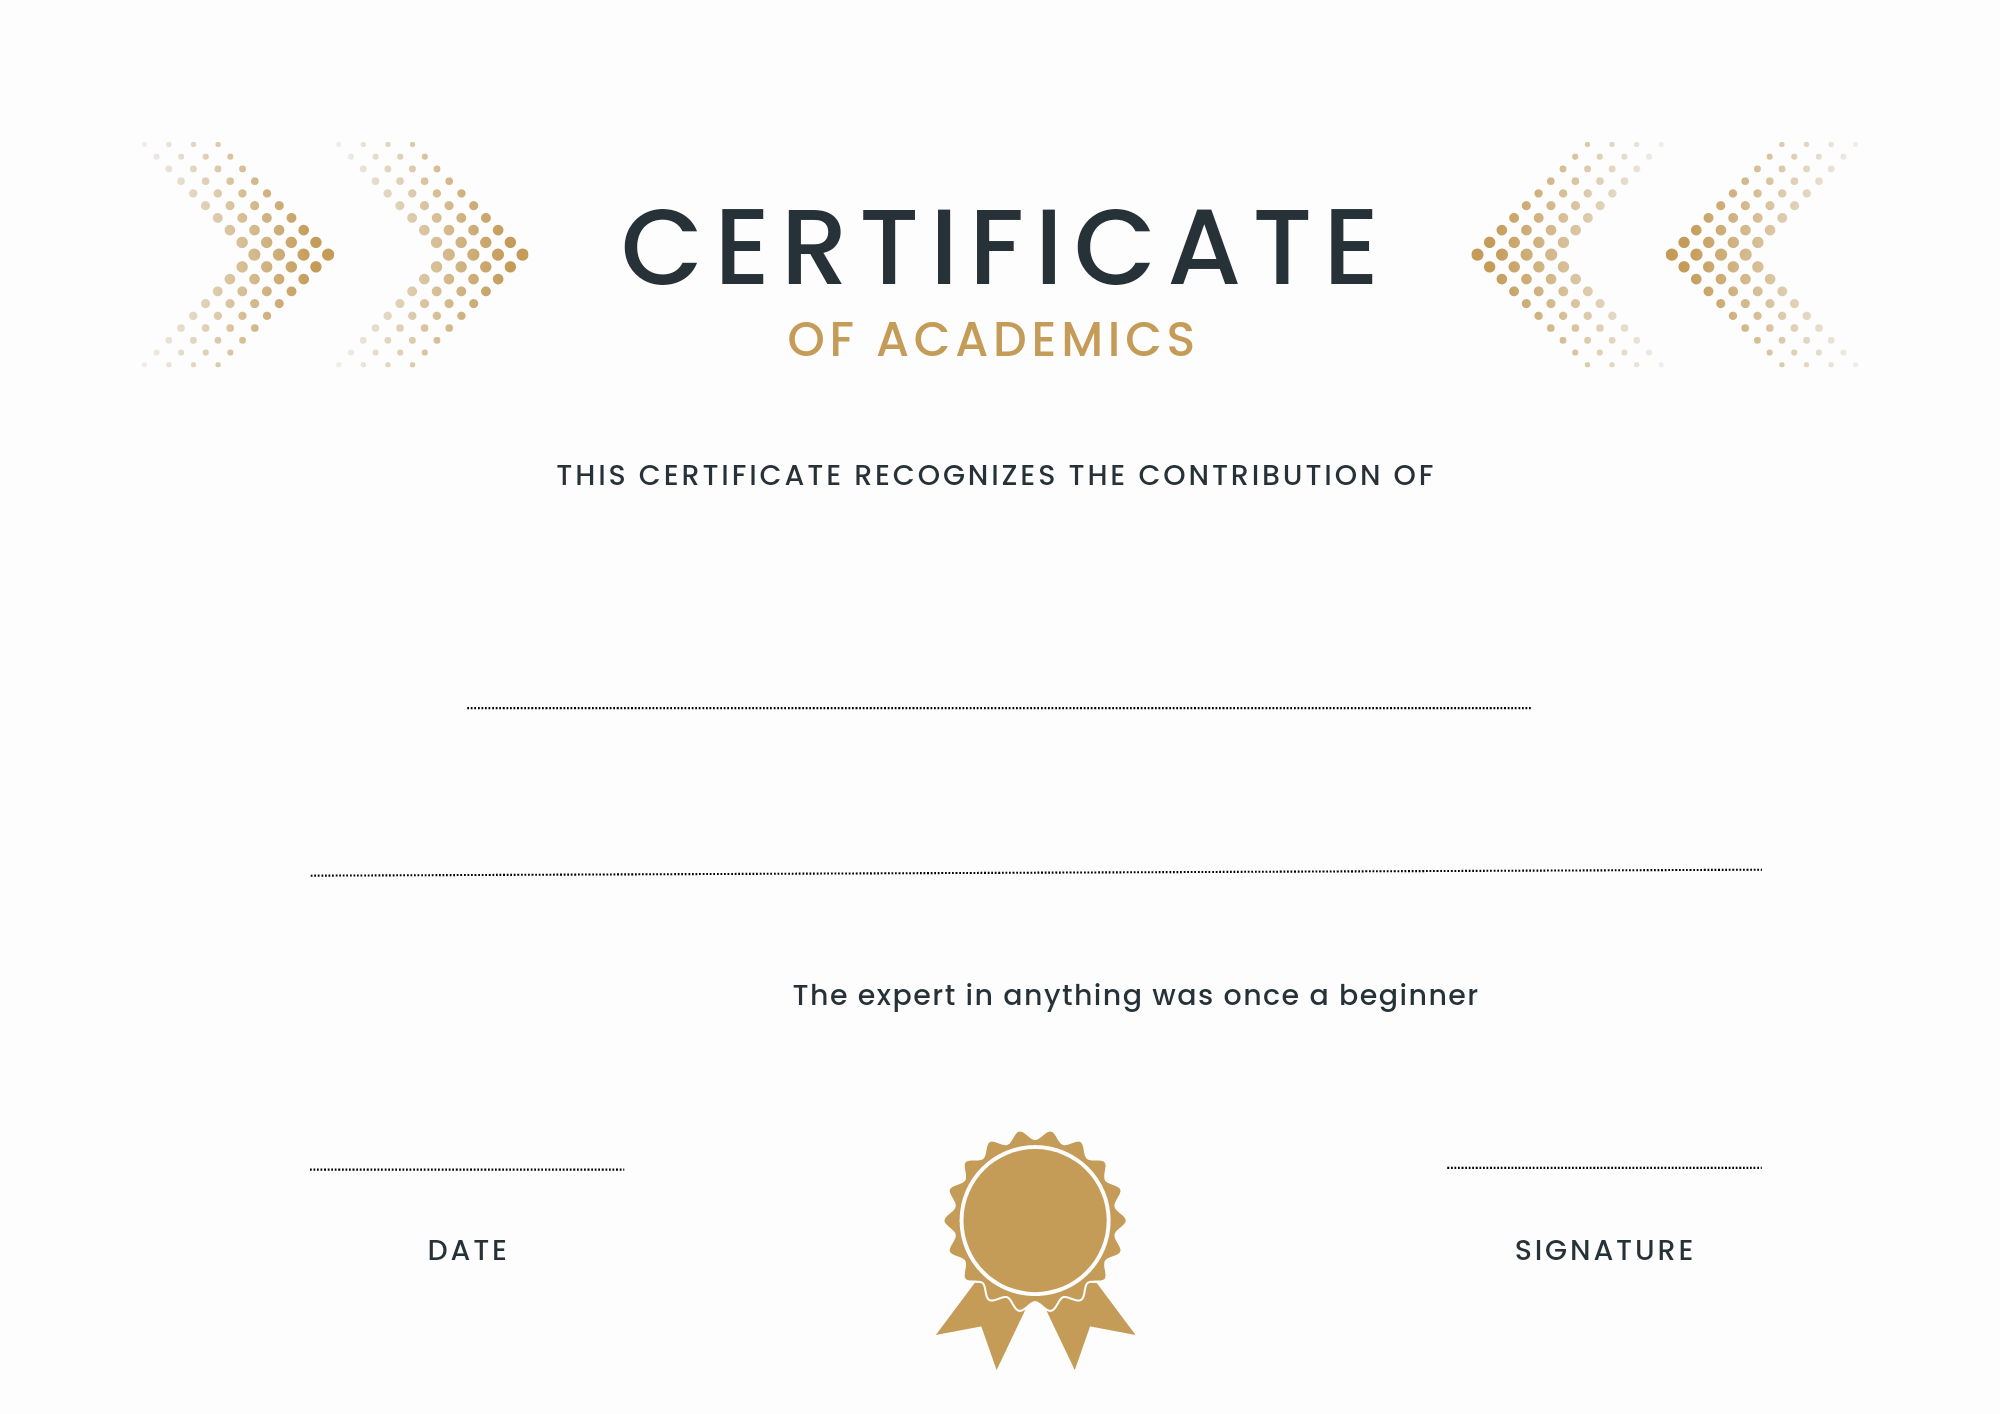 CERTIFICATE
OF ACADEMICS
THIS CERTIFICATE RECOGNIZES THE CONTRIBUTION OF
The expert in anything was once a beginner
DATE
SIGNATURE